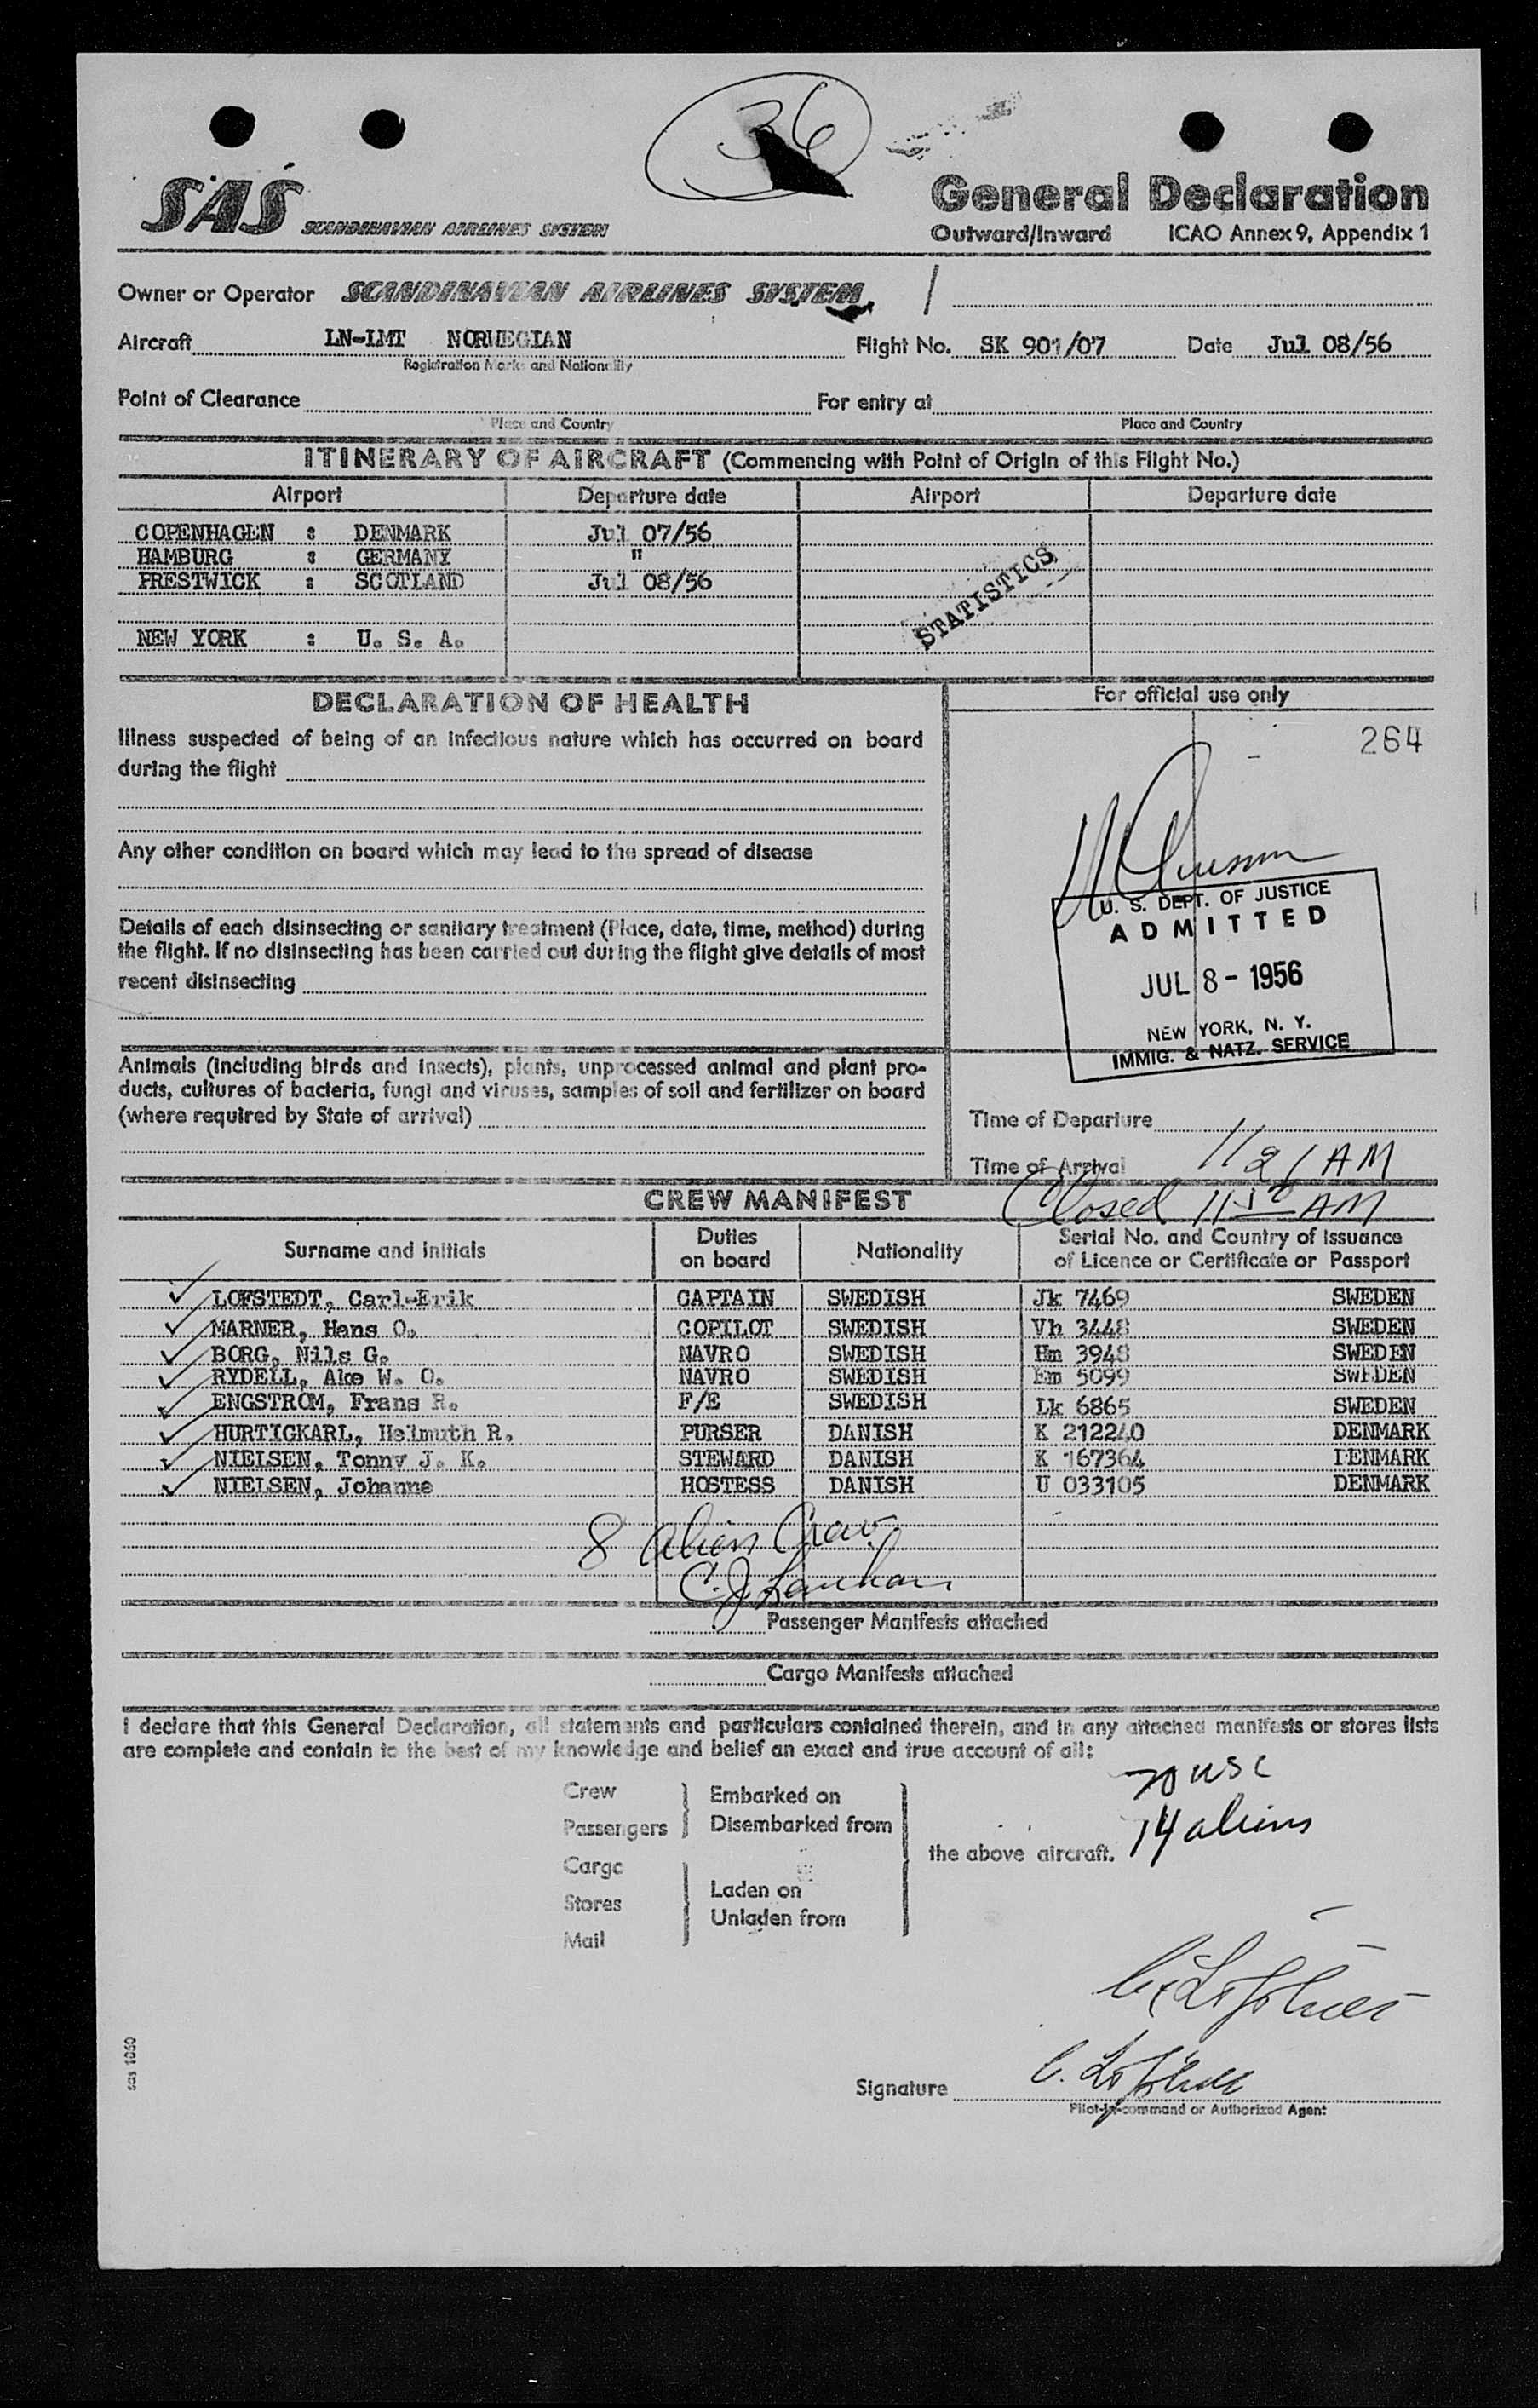 36
SAS SCANDINAVIAN AIRLINES SYSTEM
General Declaration
Outward/Inward ICAO Annex 9, Appendix 1
Owner or Operator SCANDINAVIAN AIRLINES SYSTEM
Aircraft LN-LMT NORWEGIAN Flight No. SK 901/07 Date Jul 08/56
Registration Marks and Nationality
Point of Clearance For entry at
Place and Country Place and Country
ITINERARY OF AIRCRAFT (Commencing with Point of Origin of this Flight No.)
Airport Departure date Airport Departure date
COPENHAGEN : DENMARK Jul 07/56
HAMBURG : GERMANY "
PRESTWICK : SCOTLAND Jul 08/56
STATISTICS
NEW YORK : U. S. A.
DECLARATION OF HEALTH
Illness suspected of being of an infectious nature which has occurred on board
during the flight
Any other condition on board which may lead to the spread of disease
Details of each disinsecting or sanitary treatment (Place, date, time, method) during
the flight. If no disinsecting has been carried out during the flight give details of most
recent disinsecting
Animals (including birds and insects), plants, unprocessed animal and plant pro-
ducts, cultures of bacteria, fungi and viruses, samples of soil and fertilizer on board
(where required by State of arrival)
For official use only
264
U. S. DEPT. OF JUSTICE
ADMITTED
JUL 8 - 1956
NEW YORK, N. Y.
IMMIG. & NATZ. SERVICE
Time of Departure
Time of Arrival 1121 AM
Closed 1150 AM
CREW MANIFEST
Surname and Initials Duties on board Nationality Serial No. and Country of Issuance of Licence or Certificate or Passport
LOFSTEDT, Carl-Erik CAPTAIN SWEDISH Jk 7469 SWEDEN
MARNER, Hans O. COPILOT SWEDISH Vh 3448 SWEDEN
BORG, Nils G. NAVRO SWEDISH Hm 3948 SWEDEN
RYDELL, Ake W. O. NAVRO SWEDISH Em 5099 SWEDEN
ENGSTROM, Frans R. F/E SWEDISH Lk 6865 SWEDEN
HURTIGKARL, Helmuth R. PURSER DANISH K 212240 DENMARK
NIELSEN, Tonny J. K. STEWARD DANISH K 167364 DENMARK
NIELSEN, Johanne HOSTESS DANISH U 033105 DENMARK
8 Alien Crew
Passenger Manifests attached
Cargo Manifests attached
I declare that this General Declaration, all statements and particulars contained therein, and in any attached manifests or stores lists
are complete and contain to the best of my knowledge and belief an exact and true account of all:
Crew
Passengers
Cargo
Stores
Mail
Embarked on
Disembarked from
Laden on
Unladen from
the above aircraft.
70 USC
14 aliens
Signature
Pilot-in-command or Authorized Agent
sas 1030